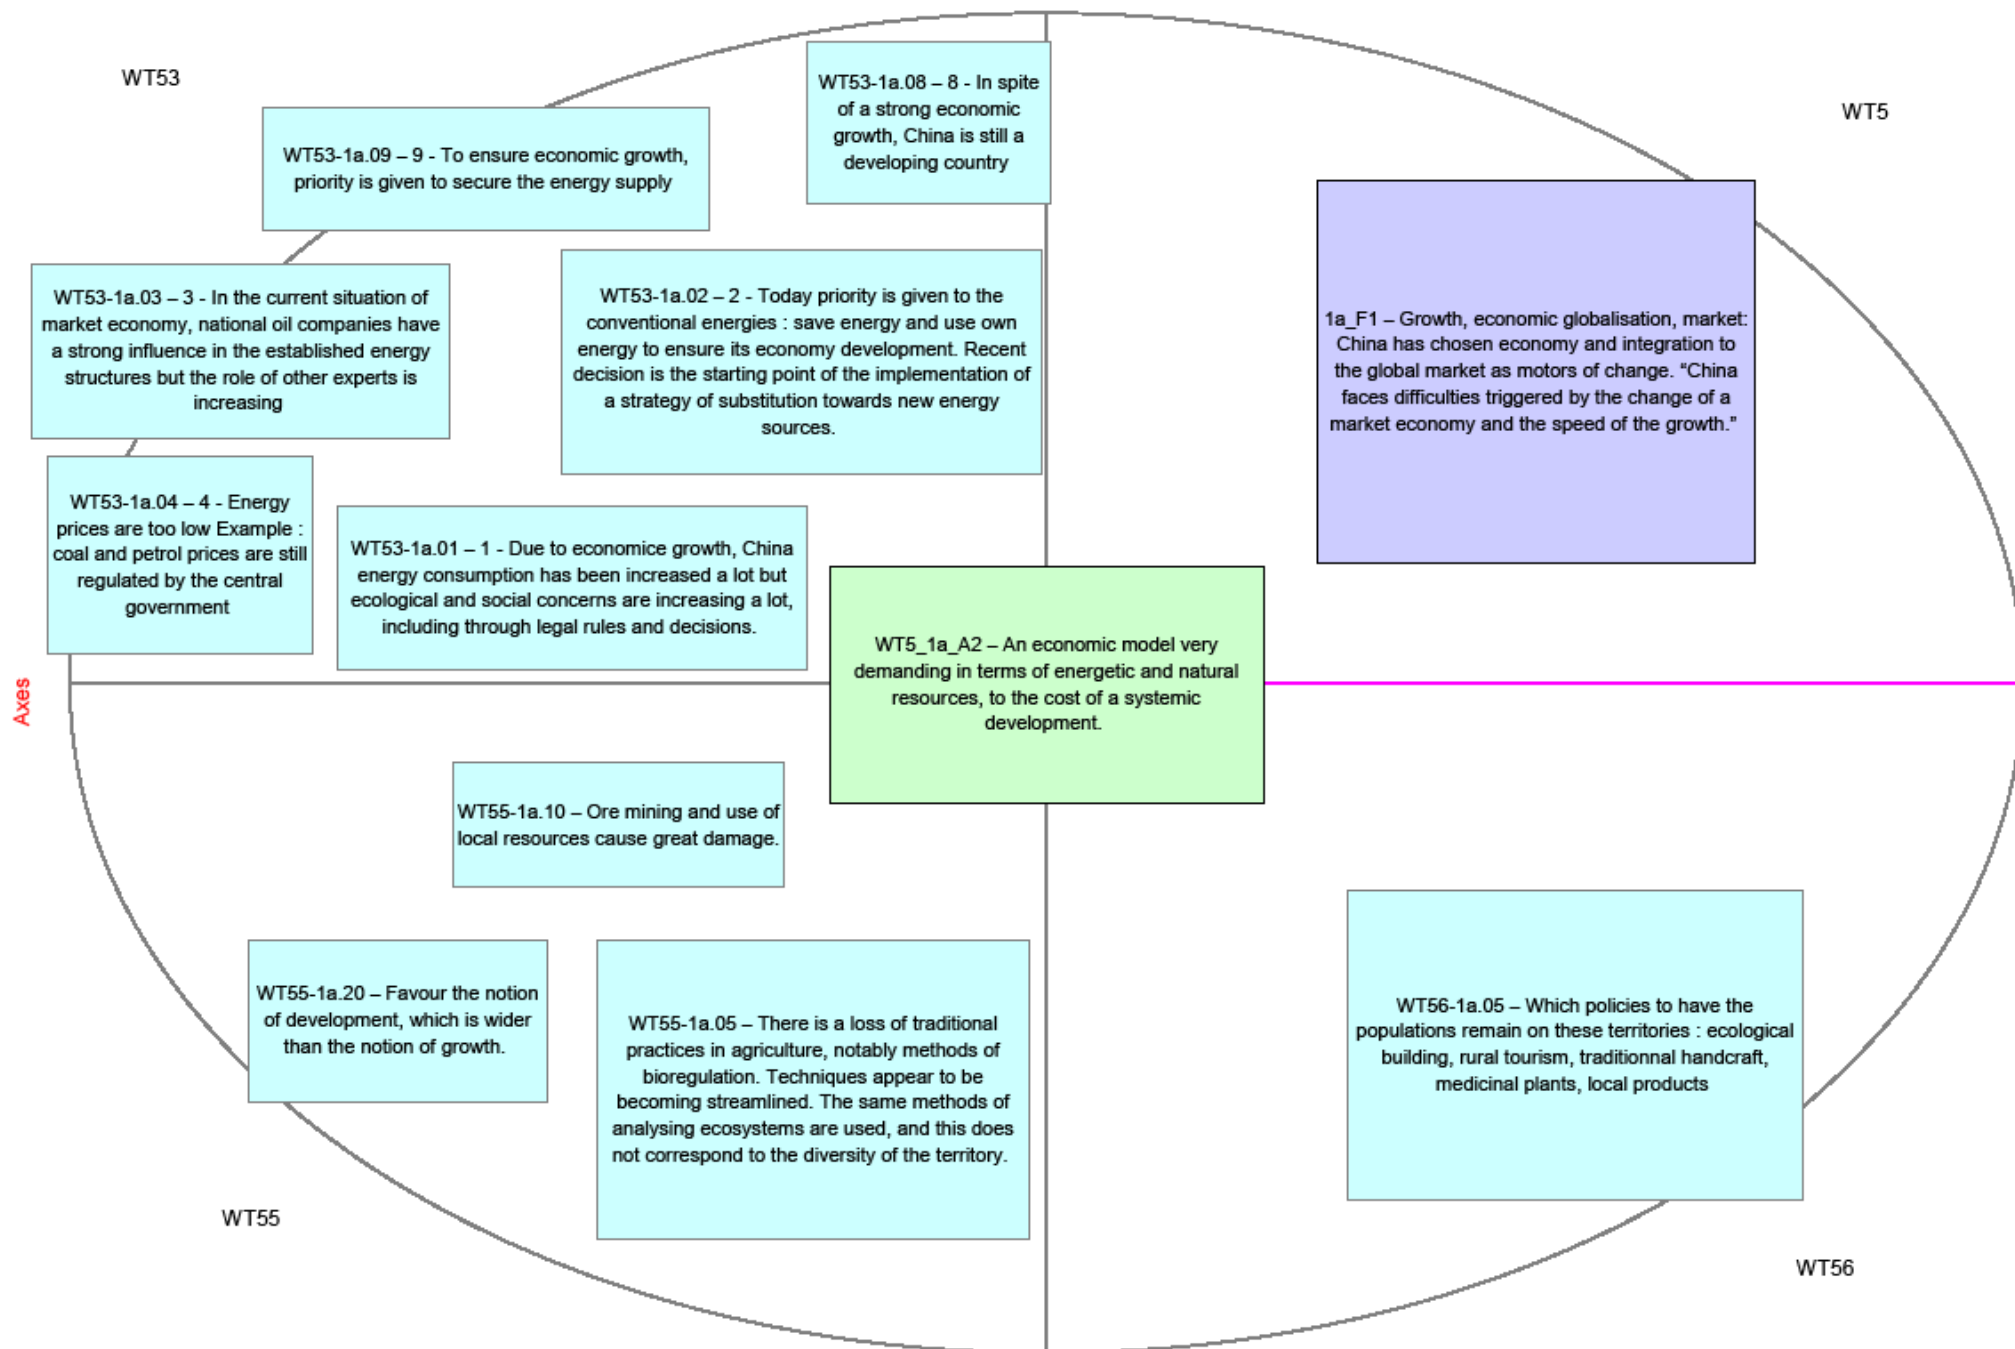 WT53
WT5
WT53-1a.08 – 8 - In spite
of a strong economic
growth, China is still a
developing country
WT53-1a.09 – 9 - To ensure economic growth,
priority is given to secure the energy supply
WT53-1a.03 – 3 - In the current situation of
market economy, national oil companies have
a strong influence in the established energy
structures but the role of other experts is
increasing
WT53-1a.02 – 2 - Today priority is given to the
conventional energies : save energy and use own
energy to ensure its economy development. Recent
decision is the starting point of the implementation of
a strategy of substitution towards new energy
sources.
1a_F1 – Growth, economic globalisation, market:
China has chosen economy and integration to
the global market as motors of change. “China
faces difficulties triggered by the change of a
market economy and the speed of the growth.”
WT53-1a.04 – 4 - Energy
prices are too low Example :
coal and petrol prices are still
regulated by the central
government
WT53-1a.01 – 1 - Due to economice growth, China
energy consumption has been increased a lot but
ecological and social concerns are increasing a lot,
including through legal rules and decisions.
WT5_1a_A2 – An economic model very
demanding in terms of energetic and natural
resources, to the cost of a systemic
development.
Axes
WT55-1a.10 – Ore mining and use of
local resources cause great damage.
WT55-1a.20 – Favour the notion
of development, which is wider
than the notion of growth.
WT55-1a.05 – There is a loss of traditional
practices in agriculture, notably methods of
bioregulation. Techniques appear to be
becoming streamlined. The same methods of
analysing ecosystems are used, and this does
not correspond to the diversity of the territory.
WT56-1a.05 – Which policies to have the
populations remain on these territories : ecological
building, rural tourism, traditionnal handcraft,
medicinal plants, local products
WT55
WT56